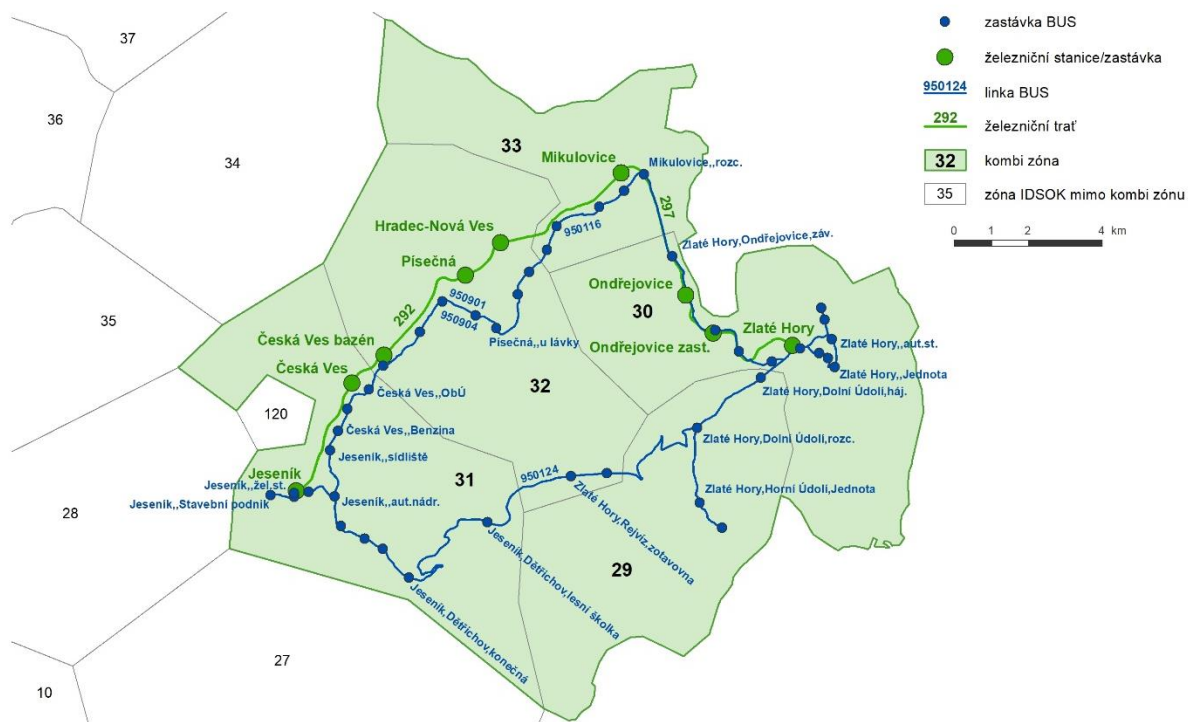 37
36
34
35
120
28
27
10
33
30
32
31
29
Mikulovice
Mikulovice,,rozc.
Hradec-Nová Ves
950116
297
Zlaté Hory,Ondřejovice,záv.
Písečná
Ondřejovice
292
950901
950904
Písečná,,u lávky
Ondřejovice zast.
Zlaté Hory
Zlaté Hory,,aut.st.
Zlaté Hory,,Jednota
Zlaté Hory,Dolní Údolí,háj.
Česká Ves bazén
Česká Ves
Česká Ves,,ObÚ
Česká Ves,,Benzina
Jeseník,,sídliště
Zlaté Hory,Dolní Údolí,rozc.
Jeseník
Jeseník,,žel.st.
Jeseník,,Stavební podnik
Jeseník,,aut.nádr.
950124
Zlaté Hory,Horní Údolí,Jednota
Zlaté Hory,Rejvíz,zotavovna
Jeseník,Dětřichov,lesní školka
Jeseník,Dětřichov,konečná
zastávka BUS
železniční stanice/zastávka
950124 linka BUS
292 železniční trať
32 kombi zóna
35 zóna IDSOK mimo kombi zónu
0 1 2 4 km